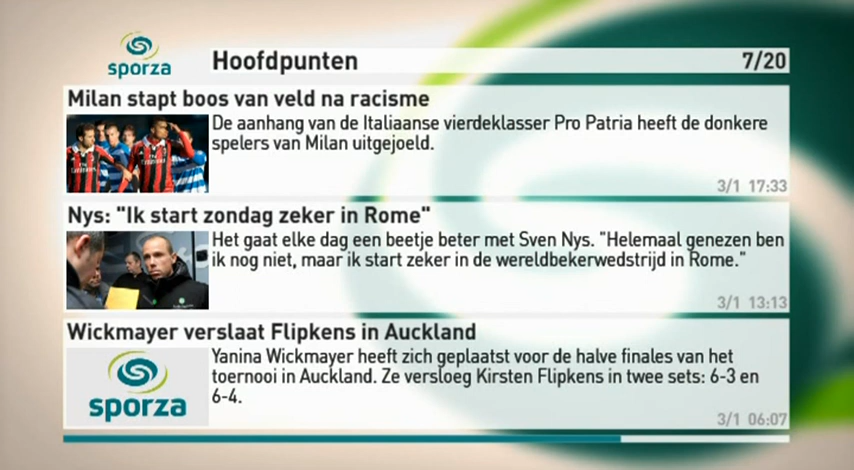 sporza
Hoofdpunten
7/20
Milan stapt boos van veld na racisme
De aanhang van de Italiaanse vierdeklasser Pro Patria heeft de donkere
spelers van Milan uitgejoeld.
3/1 17:33
Nys: "Ik start zondag zeker in Rome"
Het gaat elke dag een beetje beter met Sven Nys. "Helemaal genezen ben
ik nog niet, maar ik start zeker in de wereldbekerwedstrijd in Rome."
3/1 13:13
Wickmayer verslaat Flipkens in Auckland
Yanina Wickmayer heeft zich geplaatst voor de halve finales van het
toernooi in Auckland. Ze versloeg Kirsten Flipkens in twee sets: 6-3 en
6-4.
sporza
3/1 06:07